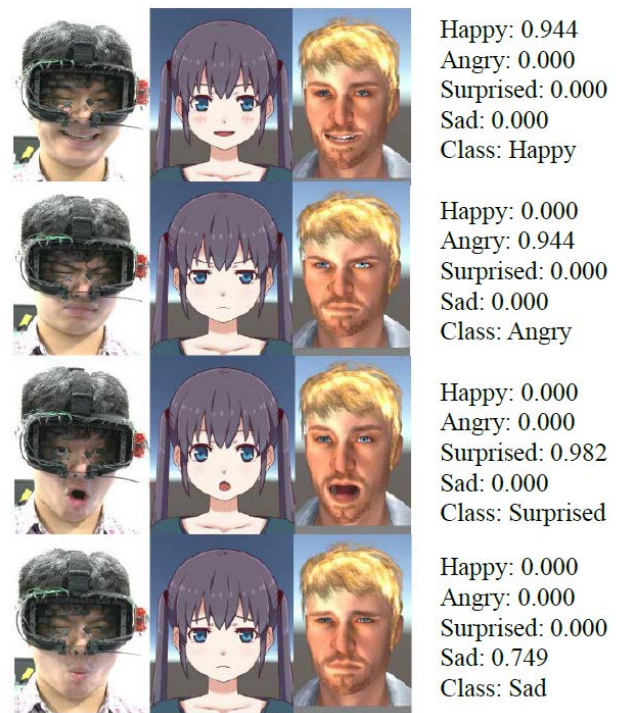 Happy: 0.944
Angry: 0.000
Surprised: 0.000
Sad: 0.000
Class: Happy
Happy: 0.000
Angry: 0.944
Surprised: 0.000
Sad: 0.000
Class: Angry
Happy: 0.000
Angry: 0.000
Surprised: 0.982
Sad: 0.000
Class: Surprised
Happy: 0.000
Angry: 0.000
Surprised: 0.000
Sad: 0.749
Class: Sad